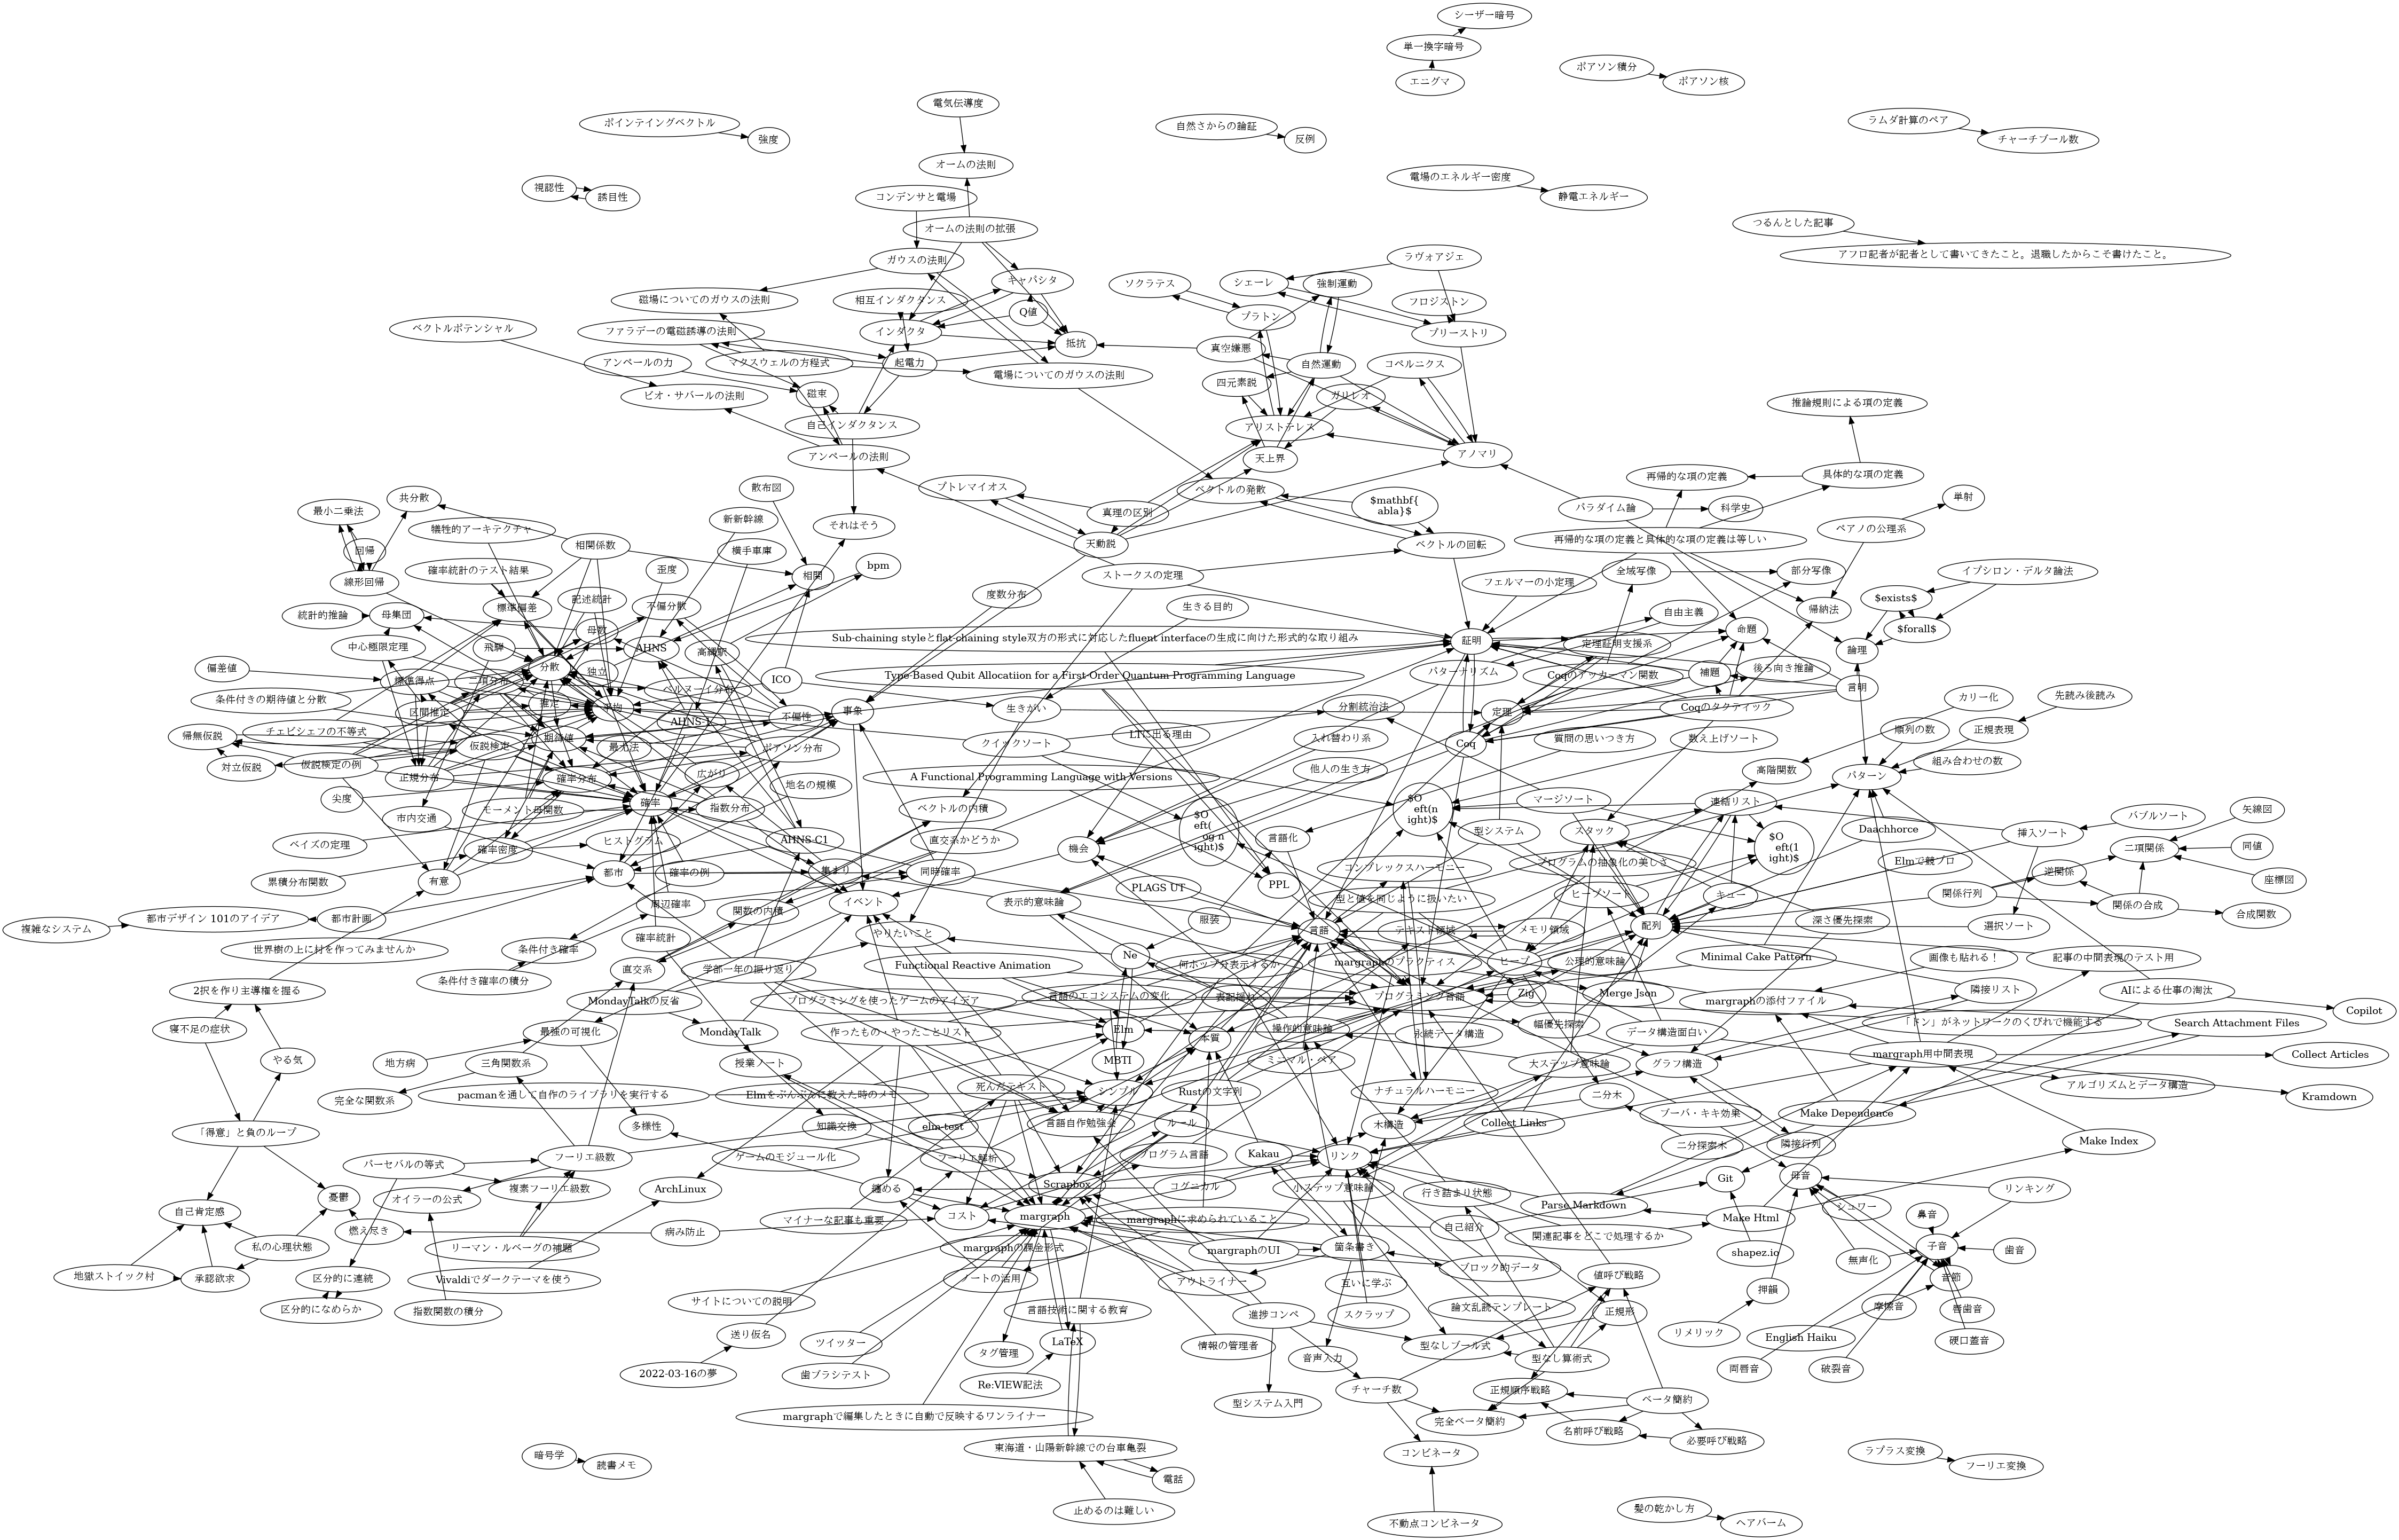 シーザー暗号
単一換字暗号
エニグマ
ポアソン積分
ポアソン核
電気伝導度
ポインテイングベクトル
強度
自然さからの論証
反例
ラムダ計算のペア
チャーチブール数
オームの法則
視認性
誘目性
コンデンサと電場
電場のエネルギー密度
静電エネルギー
オームの法則の拡張
つるんとした記事
アフロ記者が記者として書いてきたこと。退職したからこそ書けたこと。
ガウスの法則
キャパシタ
ラヴォアジェ
ソクラテス
シェーレ
強制運動
磁場についてのガウスの法則
相互インダクタンス
Q値
フロジストン
ベクトルポテンシャル
ファラデーの電磁誘導の法則
インダクタ
プラトン
プリーストリ
抵抗
真空嫌悪
アンペールの力
マクスウェルの方程式
起電力
自然運動
コペルニクス
電場についてのガウスの法則
四元素説
ビオ・サバールの法則
磁束
ガリレオ
推論規則による項の定義
自己インダクタンス
アリストテレス
アンペールの法則
天上界
アノマリ
再帰的な項の定義
具体的な項の定義
散布図
プトレマイオス
ベクトルの発散
$mathbf{
abla}$
共分散
最小二乗法
真理の区別
パラダイム論
科学史
単射
犠牲的アーキテクチャ
新新幹線
それはそう
ペアノの公理系
回帰
相関係数
横手車庫
天動説
ベクトルの回転
再帰的な項の定義と具体的な項の定義は等しい
線形回帰
確率統計のテスト結果
歪度
相関
bpm
ストークスの定理
フェルマーの小定理
全域写像
部分写像
イプシロン・デルタ論法
$exists$
$forall$
統計的推論
母集団
標準偏差
記述統計
不偏分散
度数分布
生きる目的
自由主義
帰納法
中心極限定理
母数
AHNS
高縄駅
Sub-chaining styleとflat-chaining style双方の形式に対応したfluent interfaceの生成に向けた形式的な取り組み
証明
定理証明支援系
命題
論理
偏差値
飛騨
分散
独立
標準得点
二項分布
ベルヌーイ分布
ICO
Type-Based Qubit Allocatiion for a First-Order Quantum Programming Language
パターナリズム
Coqのアッカーマン関数
補題
後ろ向き推論
言明
条件付きの期待値と分散
区間推定
推定
平均
不偏性
事象
生きがい
分割統治法
定理
Coqのタクティック
カリー化
先読み後読み
チェビシェフの不等式
AHNS-1
帰無仮説
仮説検定
期待値
最尤法
ポアソン分布
クイックソート
LTに出る理由
入れ替わり系
Coq
質問の思いつき方
数え上げソート
順列の数
正規表現
対立仮説
仮説検定の例
正規分布
確率分布
広がり
地名の規模
A Functional Programming Language with Versions
他人の生き方
高階関数
パターン
組み合わせの数
尖度
確率
指数分布
モーメント母関数
市内交通
ベクトルの内積
$O
eft(
og n
ight)$
$O
eft(n
ight)$
マージソート
連結リスト
$O
eft(1
ight)$
ベイズの定理
ヒストグラム
AHNS-C1
直交系かどうか
言語化
型システム
スタック
Daachhorce
挿入ソート
バブルソート
矢線図
確率密度
機会
二項関係
同値
累積分布関数
有意
都市
確率の例
集まり
同時確率
コンプレックスハーモニー
プログラムの抽象化の美しさ
Elmで競プロ
逆関係
座標図
周辺確率
PLAGS UT
PPL
型と値を同じように扱いたい
ヒープソート
キュー
関係行列
関係の合成
合成関数
都市デザイン 101のアイデア
都市計画
複雑なシステム
関数の内積
イベント
表示的意味論
服装
言語
テキスト領域
メモリ領域
配列
深さ優先探索
選択ソート
世界樹の上に村を作ってみませんか
条件付き確率
確率統計
やりたいこと
条件付き確率の積分
直交系
学部一年の振り返り
Functional Reactive Animation
Ne
何ホップ分表示するか
margraphのプラクティス
ヒープ
公理的意味論
Minimal Cake Pattern
記事の中間表現のテスト用
画像も貼れる！
2択を作り主導権を握る
MondayTalkの反省
プログラミングを使ったゲームのアイデア
言語のエコシステムの変化
表記揺れ
プログラミング言語
Zig
Merge Json
margraphの添付ファイル
隣接リスト
AIによる仕事の淘汰
Copilot
寝不足の症状
最強の可視化
MondayTalk
作ったもの・やったことリスト
Elm
本質
操作的意味論
永続データ構造
幅優先探索
データ構造面白い
「ドン」がネットワークのくびれで機能する
Search Attachment Files
地方病
やる気
三角関数系
授業ノート
MBTI
ミニマル・ペア
大ステップ意味論
グラフ構造
margraph用中間表現
Collect Articles
完全な関数系
pacmanを通して自作のライブラリを実行する
Elmをぶんぶんに教えた時のメモ
死んだテキスト
シンプル
Rustの文字列
ナチュラルハーモニー
二分木
アルゴリズムとデータ構造
Kramdown
「得意」と負のループ
多様性
知識交換
elm-test
言語自作勉強会
ルール
木構造
Collect Links
ブーバ・キキ効果
Make Dependence
二分探索木
隣接行列
Make Index
フーリエ級数
ゲームのモジュール化
フーリエ解析
プログラム言語
Kakau
リンク
パーセバルの等式
複素フーリエ級数
ArchLinux
纏める
Scrapbox
コグニカル
小ステップ意味論
行き詰まり状態
Git
母音
リンキング
憂鬱
オイラーの公式
自己肯定感
コスト
margraph
Parse Markdown
シュワー
鼻音
燃え尽き
病み防止
マイナーな記事も重要
margraphに求められていること
自己紹介
Make Html
私の心理状態
リーマン・ルベーグの補題
margraphの課金形式
margraphのUI
箇条書き
関連記事をどこで処理するか
shapez.io
子音
歯音
無声化
地獄ストイック村
承認欲求
区分的に連続
Vivaldiでダークテーマを使う
ノートの活用
アウトライナー
互いに学ぶ
ブロック的データ
値呼び戦略
押韻
音節
区分的になめらか
指数関数の積分
サイトについての説明
言語技術に関する教育
進捗コンペ
スクラップ
論文乱読テンプレート
正規形
摩擦音
唇歯音
送り仮名
ツイッター
LaTeX
情報の管理者
型なしブール式
リメリック
English Haiku
硬口蓋音
2022-03-16の夢
歯ブラシテスト
タグ管理
音声入力
型なし算術式
両唇音
破裂音
Re:VIEW記法
チャーチ数
正規順序戦略
ベータ簡約
型システム入門
margraphで編集したときに自動で反映するワンライナー
完全ベータ簡約
名前呼び戦略
必要呼び戦略
東海道・山陽新幹線での台車亀裂
コンビネータ
暗号学
読書メモ
電話
ラプラス変換
フーリエ変換
止めるのは難しい
不動点コンビネータ
髪の乾かし方
ヘアバーム